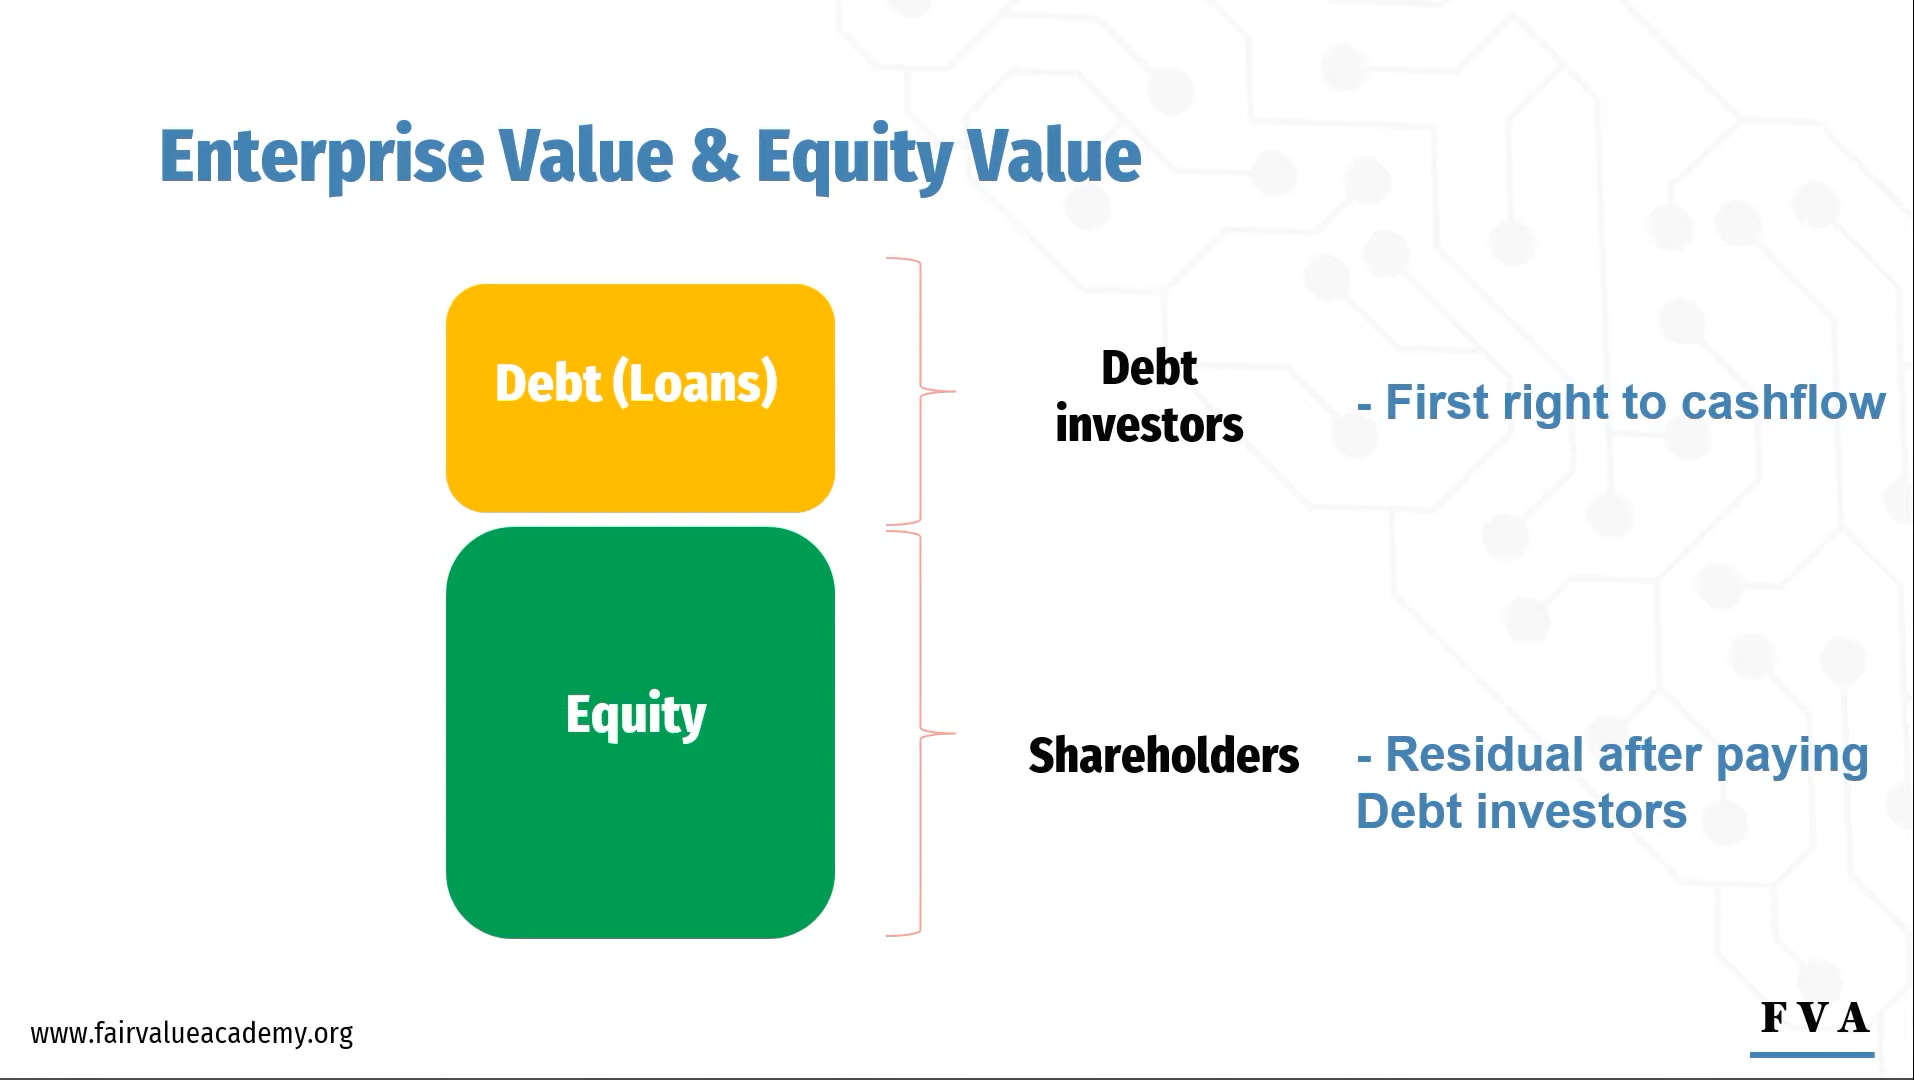 Enterprise Value & Equity Value
Debt (Loans)
Debt
investors
- First right to cashflow
Equity
Shareholders
- Residual after paying
Debt investors
www.fairvalueacademy.org
FVA